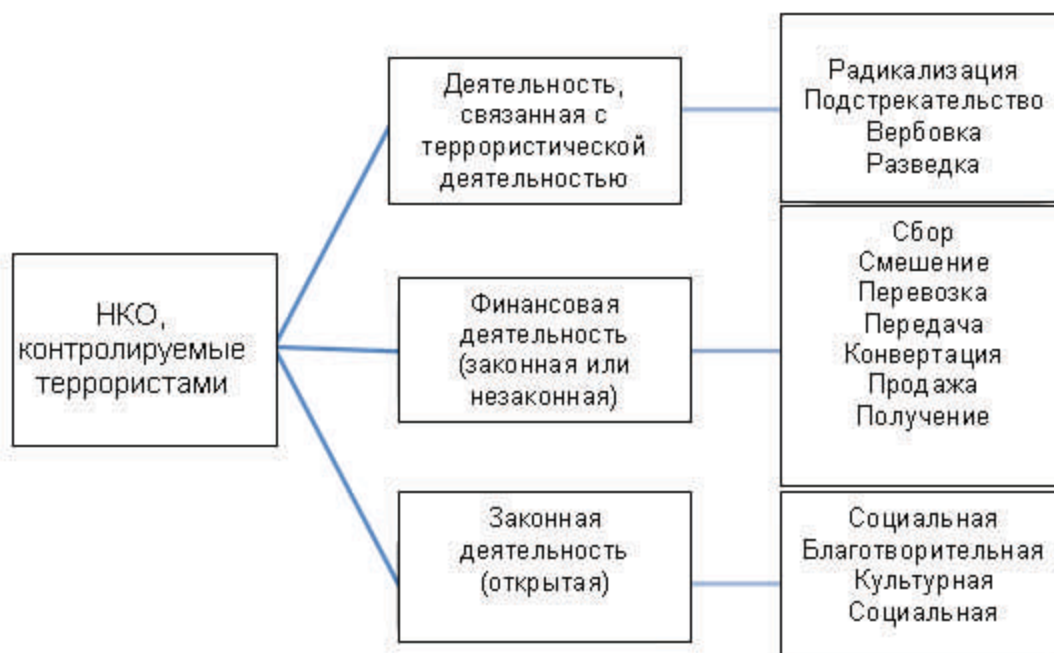 НКО,
контролируемые
террористами
Деятельность,
связанная с
террористической
деятельностью
Радикализация
Подстрекательство
Вербовка
Разведка
Финансовая
деятельность
(законная или
незаконная)
Сбор
Смешение
Перевозка
Передача
Конвертация
Продажа
Получение
Законная
деятельность
(открытая)
Социальная
Благотворительная
Культурная
Социальная